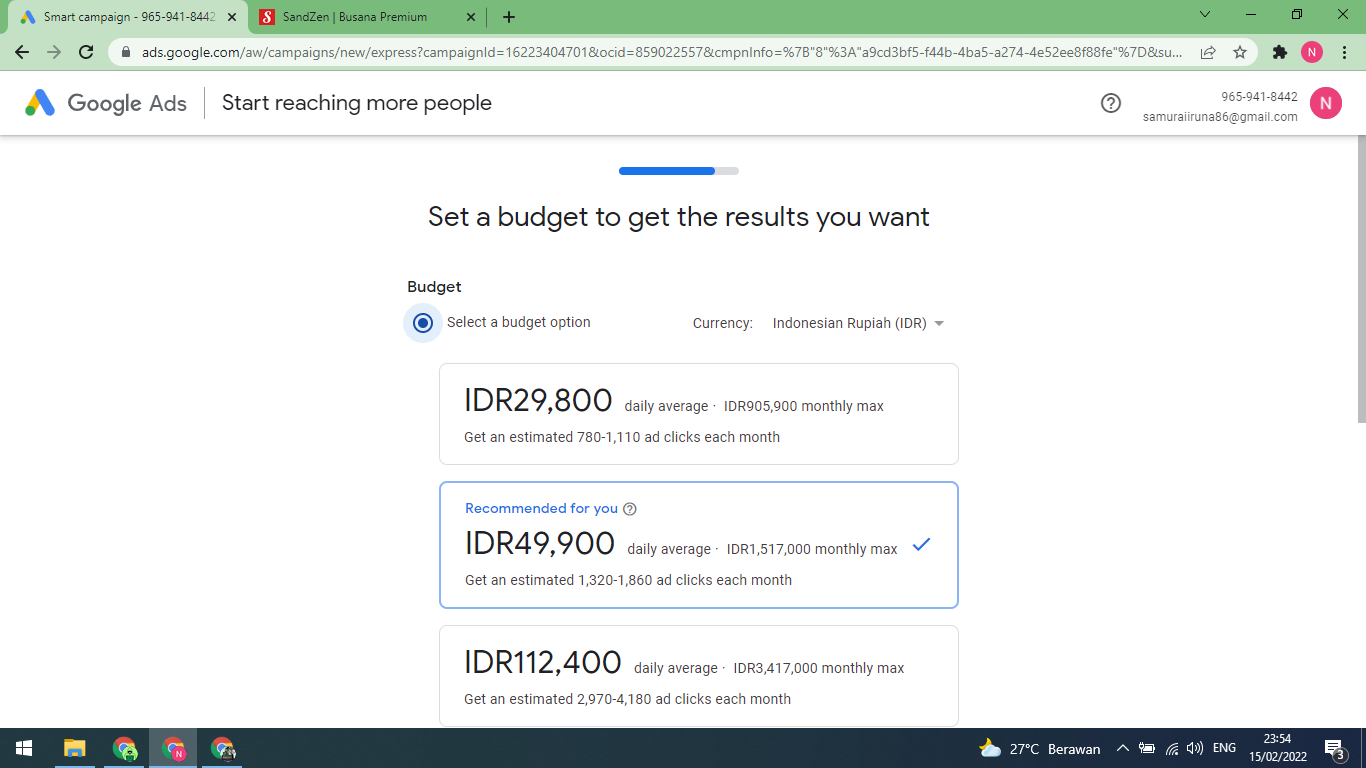 Smart campaign - 965-941-8442
SandZen | Busana Premium
ads.google.com/aw/campaigns/new/express?campaignId=16223404701&ocid=859022557&cmpnInfo=%7B"8"%3A"a9cd3bf5-f44b-4ba5-a274-4e52ee8f88fe"%7D&su...
N
Google Ads
Start reaching more people
965-941-8442
samuraiiruna86@gmail.com
N
Set a budget to get the results you want
Budget
Select a budget option
Currency: Indonesian Rupiah (IDR)
IDR29,800 daily average · IDR905,900 monthly max
Get an estimated 780-1,110 ad clicks each month
Recommended for you
IDR49,900 daily average · IDR1,517,000 monthly max
Get an estimated 1,320-1,860 ad clicks each month
IDR112,400 daily average · IDR3,417,000 monthly max
Get an estimated 2,970-4,180 ad clicks each month
27°C Berawan
ENG
23:54
15/02/2022
3